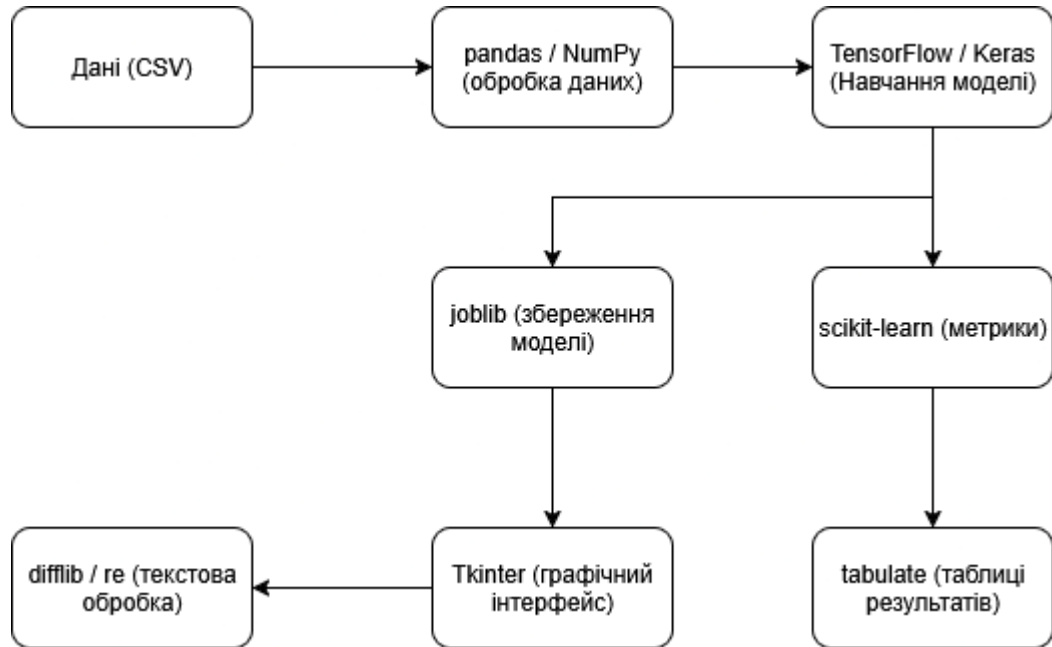 Дані (CSV)
pandas / NumPy
(обробка даних)
TensorFlow / Keras
(Навчання моделі)
joblib (збереження
моделі)
scikit-learn (метрики)
difflib / re (текстова
обробка)
Tkinter (графічний
інтерфейс)
tabulate (таблиці
результатів)